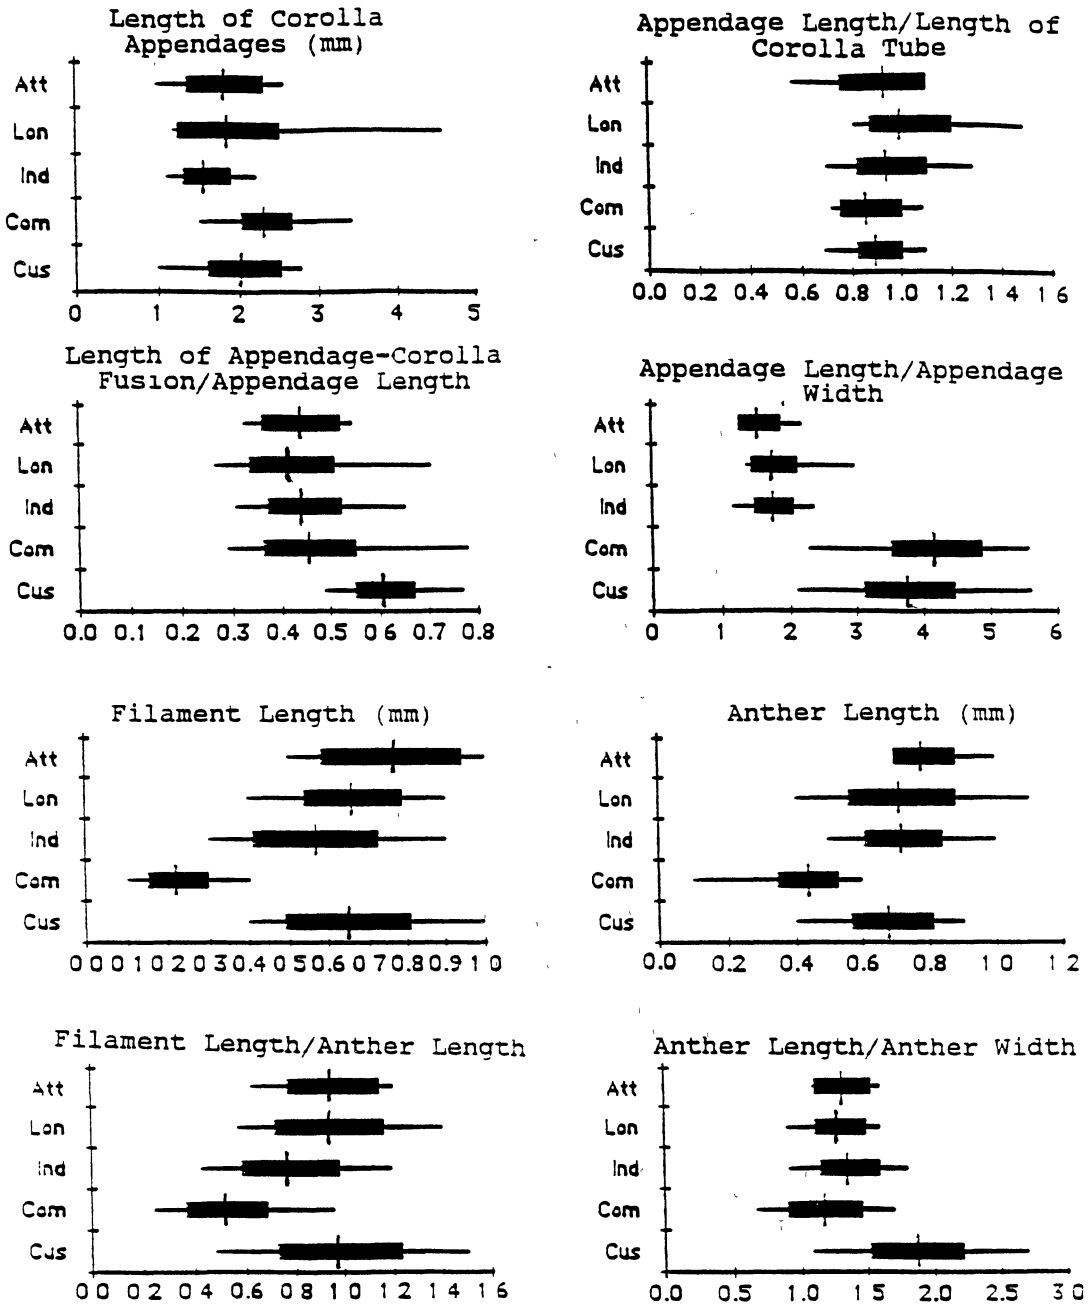 Length of Corolla
Appendages (mm)
Att
Lon
Ind
Com
Cus
0 1 2 3 4 5
Appendage Length/Length of
Corolla Tube
Att
Lon
Ind
Com
Cus
0.0 0.2 0.4 0.6 0.8 1.0 1.2 1 4 1 6
Length of Appendage-Corolla
Fusion/Appendage Length
Att
Lon
Ind
Com
Cus
0.0 0.1 0.2 0.3 0.4 0.5 0 6 0.7 0.8
Appendage Length/Appendage
Width
Att
Lon
Ind
Com
Cus
0 1 2 3 4 5 6
Filament Length (mm)
Att
Lon
Ind
Com
Cus
0 0 0 1 0 2 0 3 0.4 0 5 0.6 0.7 0.8 0.9 1 0
Anther Length (mm)
Att
Lon
Ind
Com
Cus
0.0 0.2 0.4 0.6 0.8 1 0 1 2
Filament Length/Anther Length
Att
Lon
Ind
Com
Cus
0 0 0 2 0 4 0 6 0.8 1 0 1.2 1 4 1 6
Anther Length/Anther Width
Att
Lon
Ind
Com
Cus
0.0 0.5 1.0 1 5 2.0 2.5 3 0